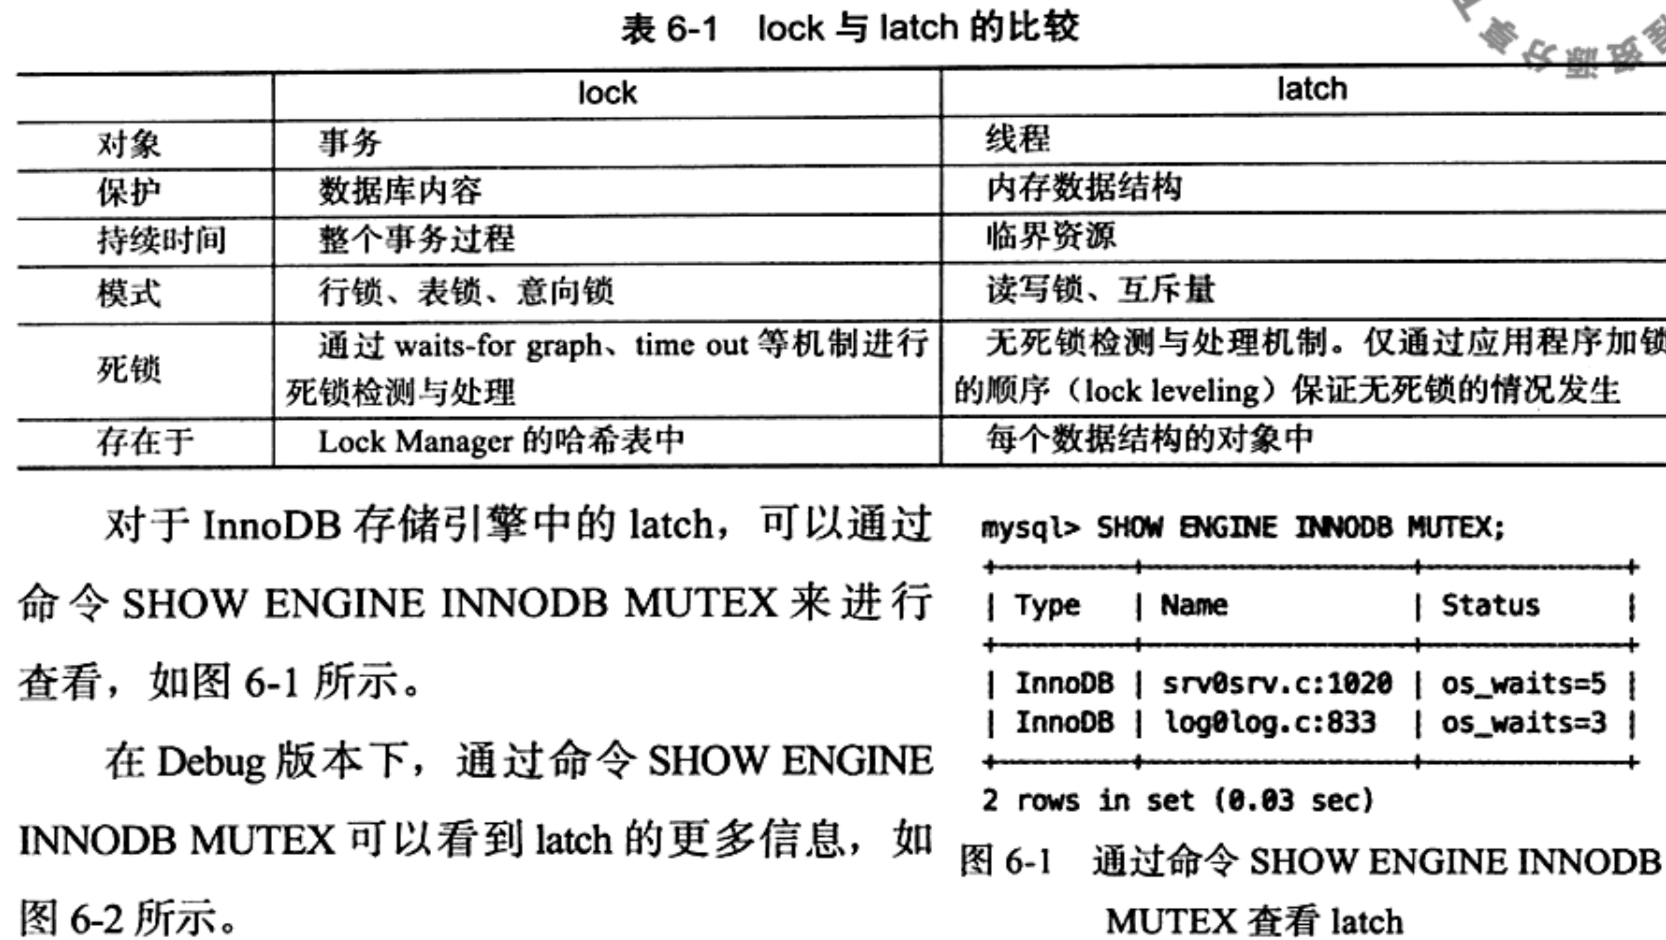 表 6-1 lock 与 latch 的比较
lock latch
对象 事务 线程
保护 数据库内容 内存数据结构
持续时间 整个事务过程 临界资源
模式 行锁、表锁、意向锁 读写锁、互斥量
死锁
通过 waits-for graph、time out 等机制进行
死锁检测与处理
无死锁检测与处理机制。仅通过应用程序加锁
的顺序（lock leveling）保证无死锁的情况发生
存在于 Lock Manager 的哈希表中 每个数据结构的对象中
对于 InnoDB 存储引擎中的 latch，可以通过
命令 SHOW ENGINE INNODB MUTEX 来进行
查看，如图 6-1 所示。
在 Debug 版本下，通过命令 SHOW ENGINE
INNODB MUTEX 可以看到 latch 的更多信息，如
图 6-2 所示。
mysql> SHOW ENGINE INNODB MUTEX;
| Type | Name | Status |
| InnoDB | srv0srv.c:1020 | os_waits=5 |
| InnoDB | log0log.c:833 | os_waits=3 |
2 rows in set (0.03 sec)
图 6-1 通过命令 SHOW ENGINE INNODB
MUTEX 查看 latch